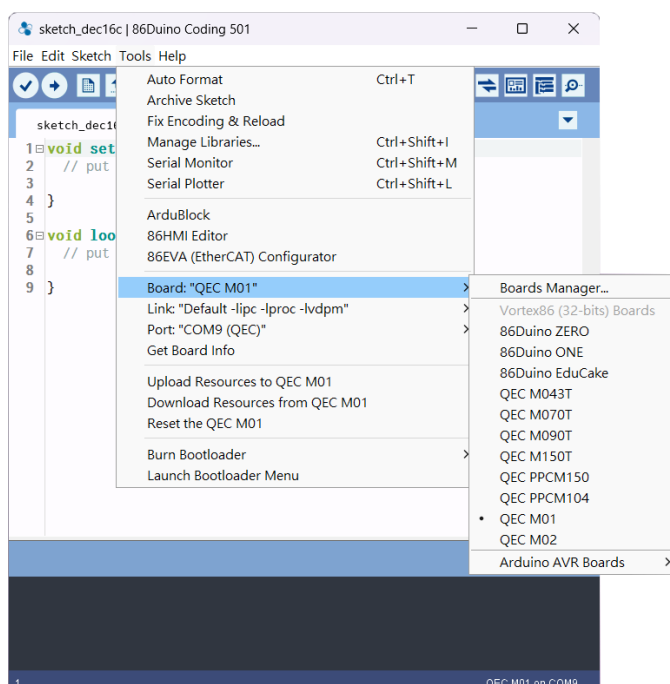 sketch_dec16c | 86Duino Coding 501
File Edit Sketch Tools Help
sketch_dec16
Auto Format Ctrl+T
Archive Sketch
Fix Encoding & Reload
Manage Libraries... Ctrl+Shift+I
Serial Monitor Ctrl+Shift+M
Serial Plotter Ctrl+Shift+L
ArduBlock
86HMI Editor
86EVA (EtherCAT) Configurator
Board: "QEC M01"
Link: "Default -lipc -lproc -lvdpm"
Port: "COM9 (QEC)"
Get Board Info
Upload Resources to QEC M01
Download Resources from QEC M01
Reset the QEC M01
Burn Bootloader
Launch Bootloader Menu
1 void set
2 // put
3
4 }
5
6 void loo
7 // put
8
9 }
Boards Manager...
Vortex86 (32-bits) Boards
86Duino ZERO
86Duino ONE
86Duino EduCake
QEC M043T
QEC M070T
QEC M090T
QEC M150T
QEC PPCM150
QEC PPCM104
QEC M01
QEC M02
Arduino AVR Boards
1 QEC M01 on COM9